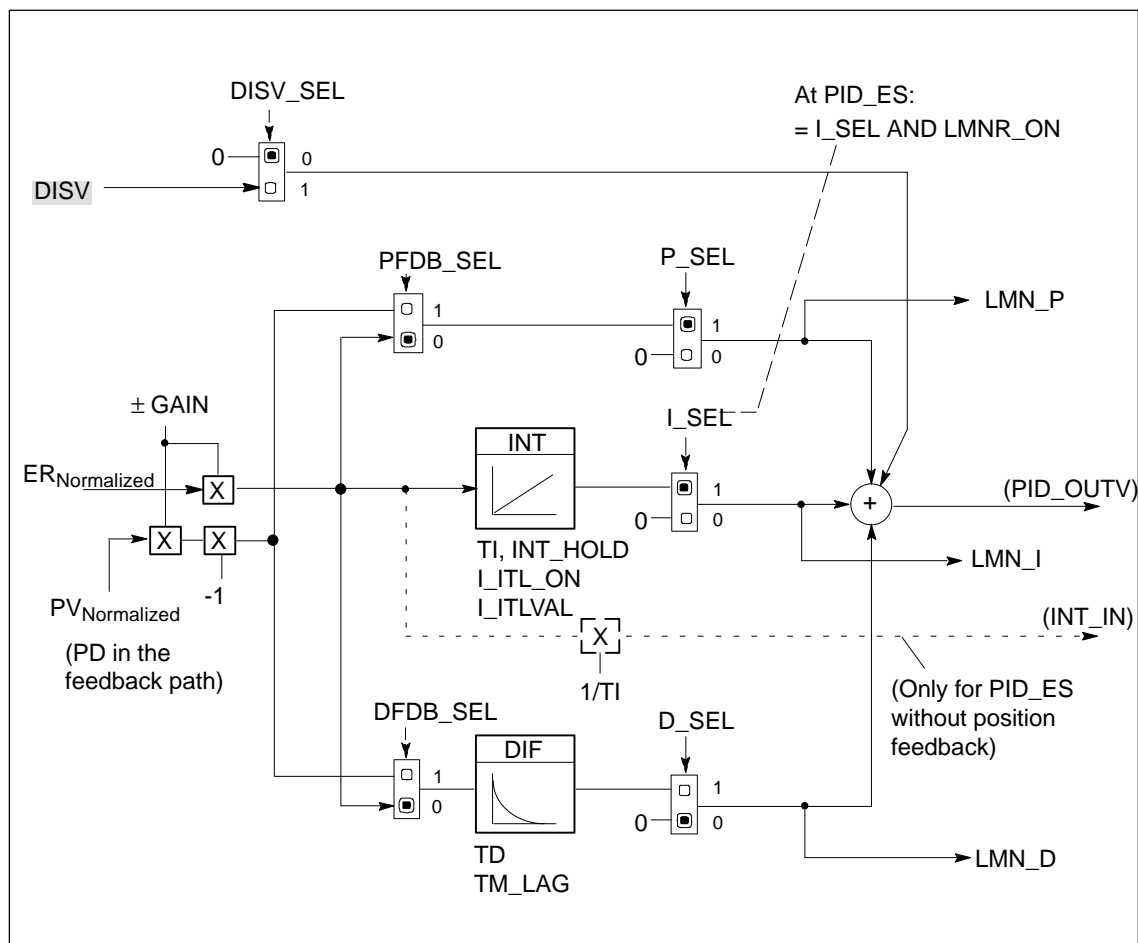 DISV_SEL
At PID_ES:
= I_SEL AND LMNR_ON
0
0
DISV
1
PFDB_SEL
P_SEL
1
0
1
0
0
LMN_P
± GAIN
I_SEL
INT
ERNormalized
X
1
0
0
+
(PID_OUTV)
X
X
-1
TI, INT_HOLD
I_ITL_ON
I_ITLVAL
LMN_I
PVNormalized
(INT_IN)
X
1/TI
(PD in the
feedback path)
(Only for PID_ES
without position
feedback)
DFDB_SEL
D_SEL
DIF
1
0
1
0
0
TD
TM_LAG
LMN_D